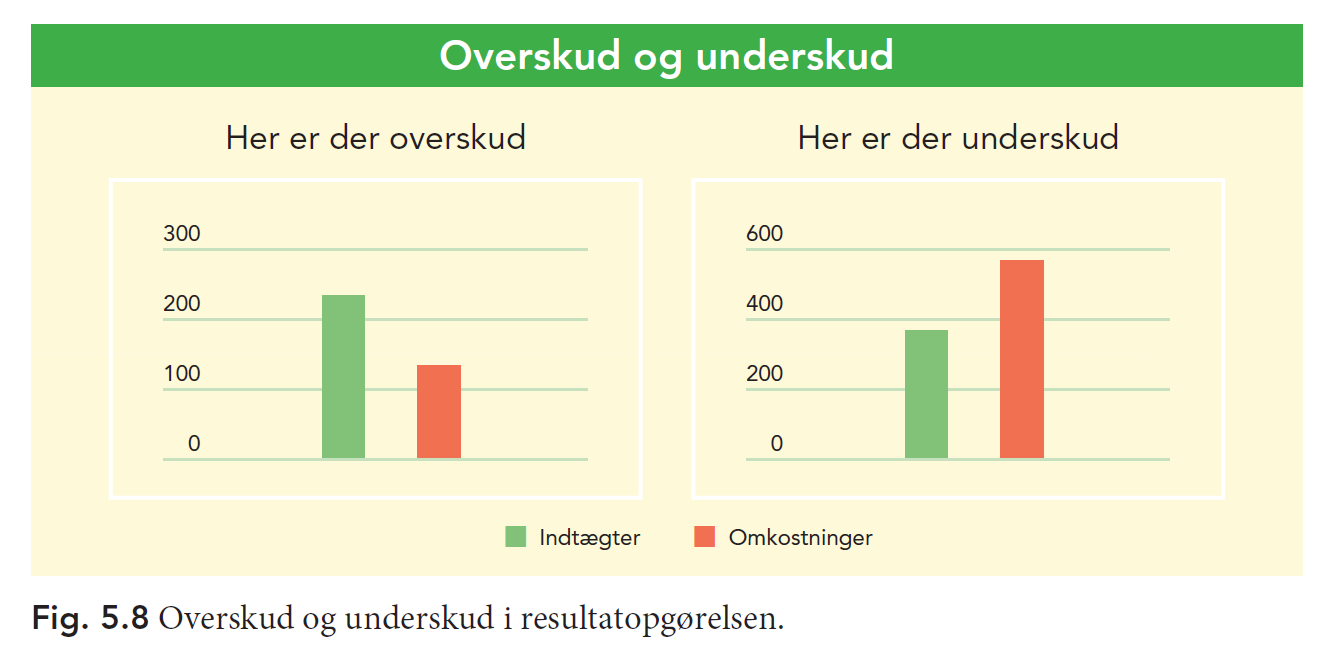 Overskud og underskud
Her er der overskud
300
200
100
0
Her er der underskud
600
400
200
0
Indtægter
Omkostninger
Fig. 5.8 Overskud og underskud i resultatopgørelsen.